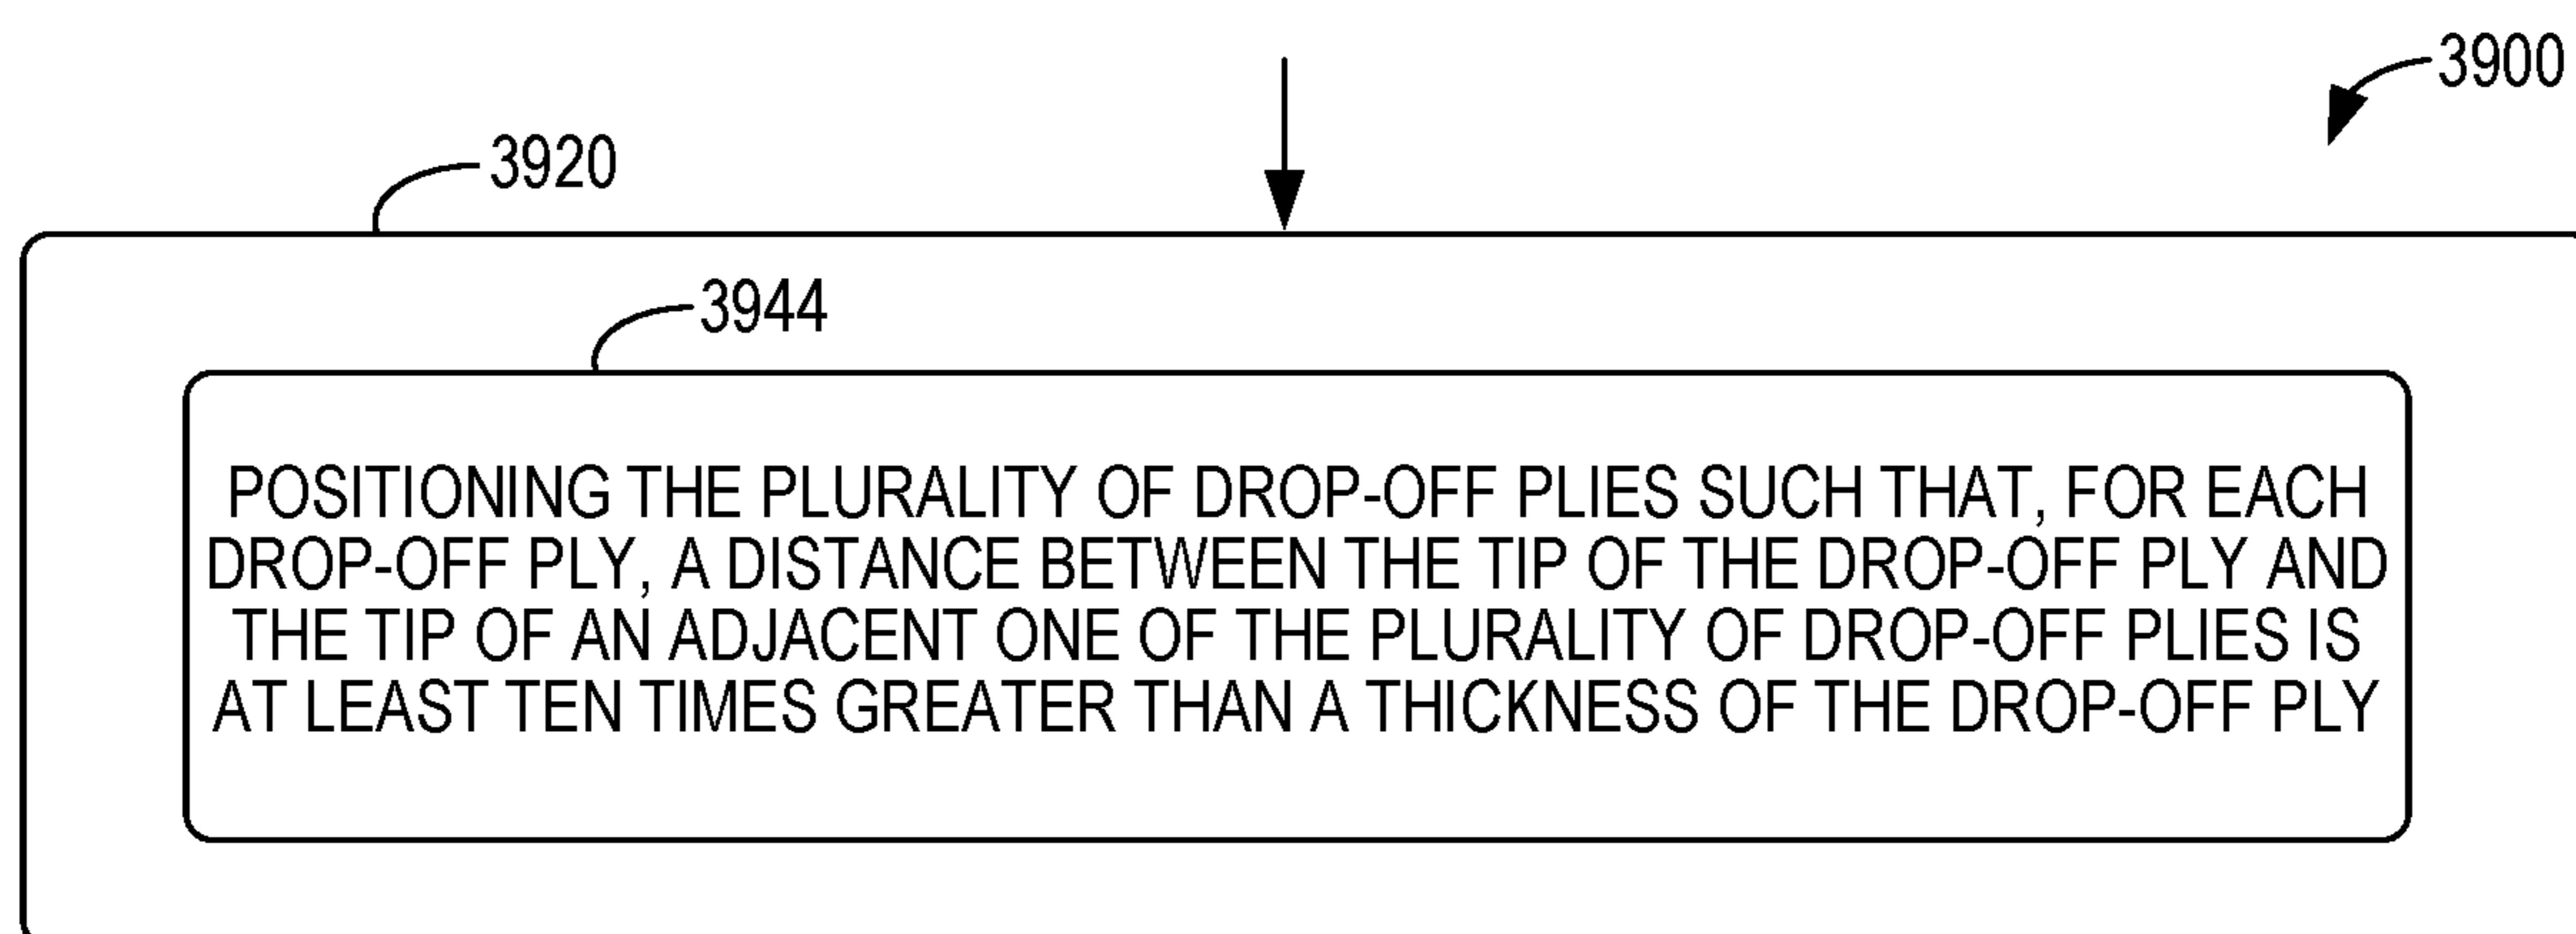 3900
3920
3944
POSITIONING THE PLURALITY OF DROP-OFF PLIES SUCH THAT, FOR EACH
DROP-OFF PLY, A DISTANCE BETWEEN THE TIP OF THE DROP-OFF PLY AND
THE TIP OF AN ADJACENT ONE OF THE PLURALITY OF DROP-OFF PLIES IS
AT LEAST TEN TIMES GREATER THAN A THICKNESS OF THE DROP-OFF PLY